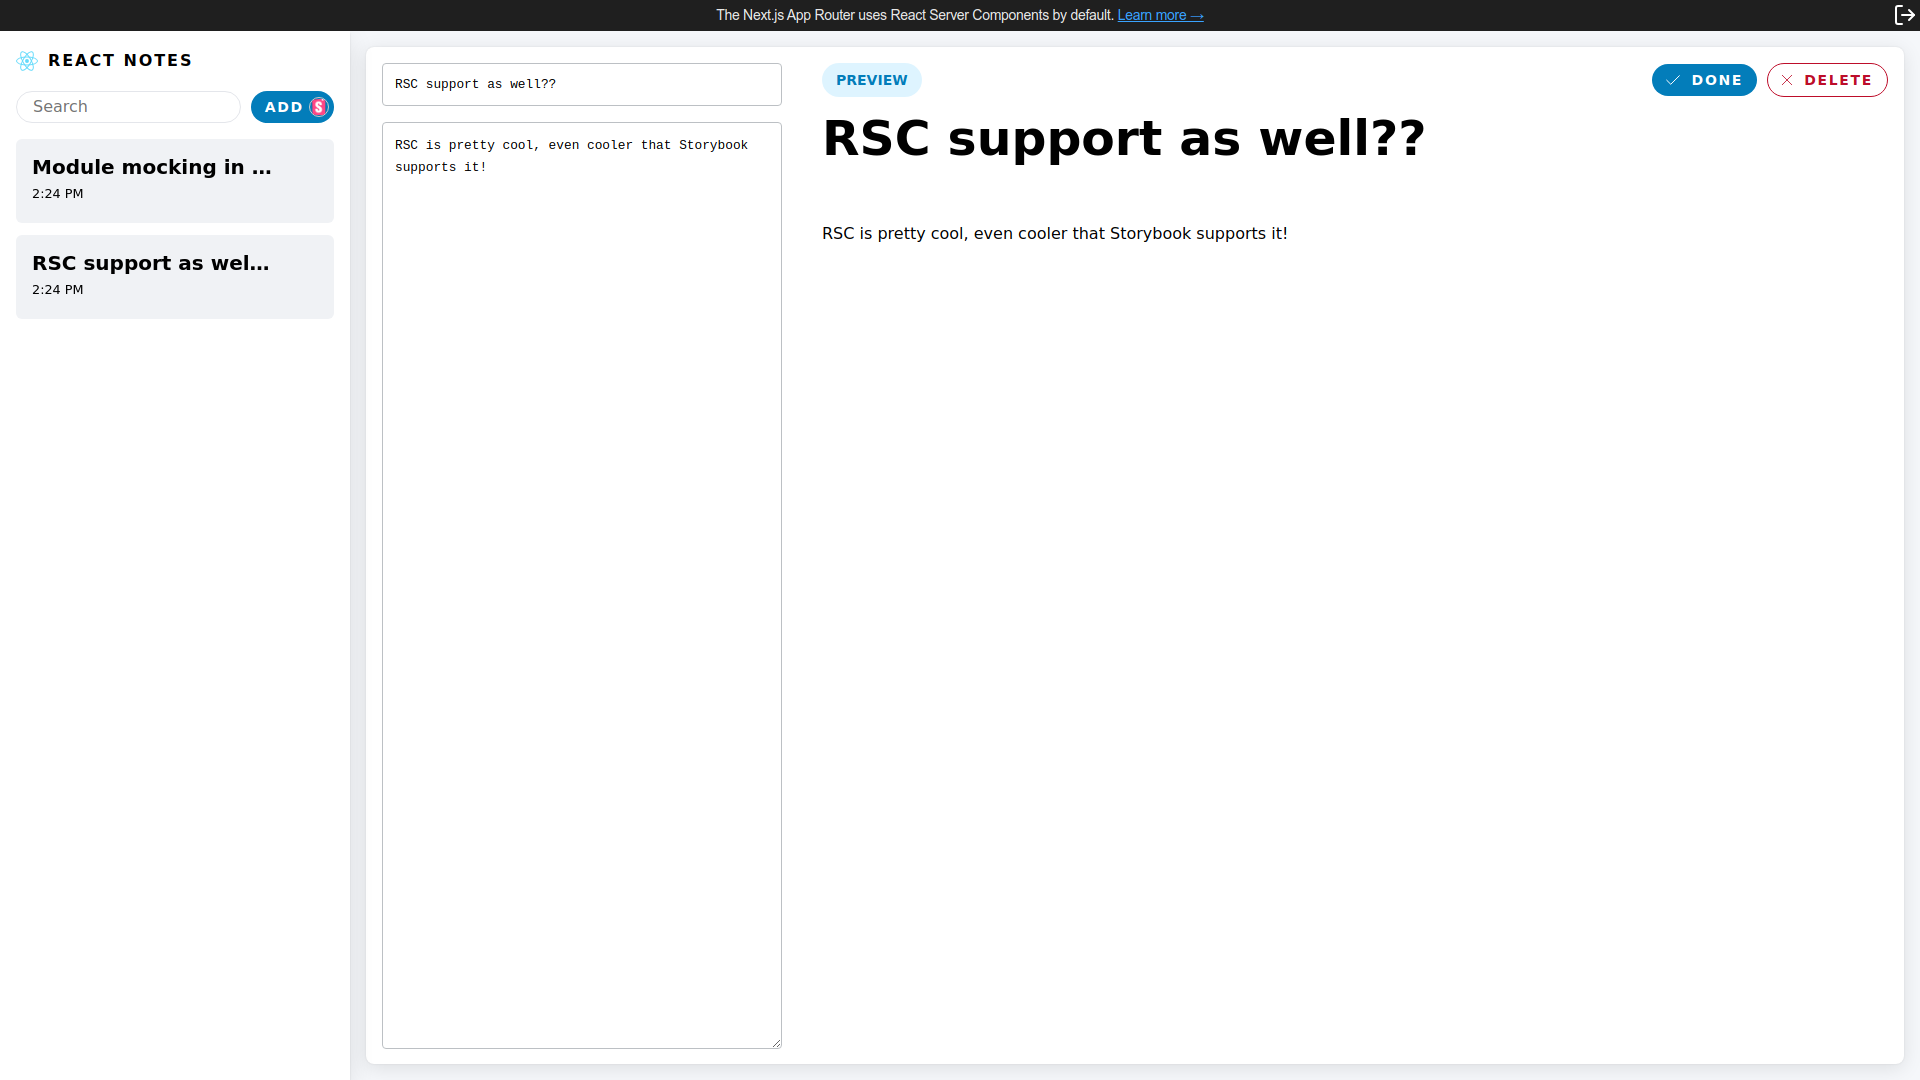 The Next.js App Router uses React Server Components by default. Learn more →
REACT NOTES
Search
ADD S
Module mocking in ...
2:24 PM
RSC support as wel...
2:24 PM
RSC support as well??
RSC is pretty cool, even cooler that Storybook
supports it!
PREVIEW
DONE
DELETE
RSC support as well??
RSC is pretty cool, even cooler that Storybook supports it!